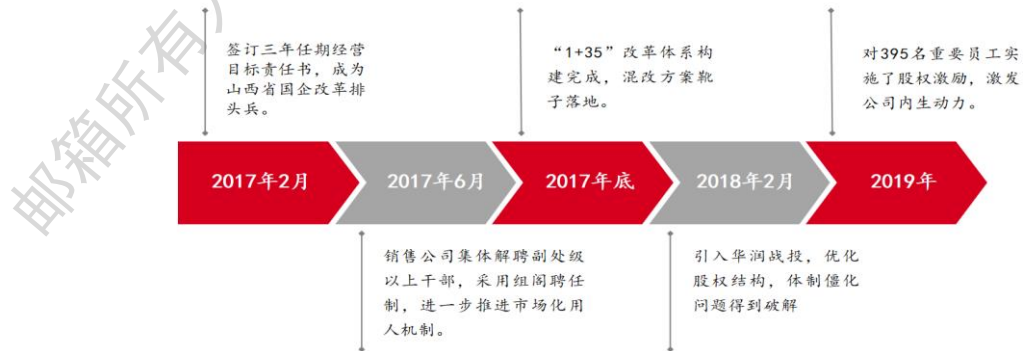 签订三年任期经营
目标责任书，成为
山西省国企改革排
头兵。
“1+35”改革体系构
建完成，混改方案靴
子落地。
对395名重要员工实
施了股权激励，激发
公司内生动力。
2017年2月
2017年6月
2017年底
2018年2月
2019年
销售公司集体解聘副处级
以上干部，采用组阁聘任
制，进一步推进市场化用
人机制。
引入华润战投，优化
股权结构，体制僵化
问题得到破解
邮箱所有